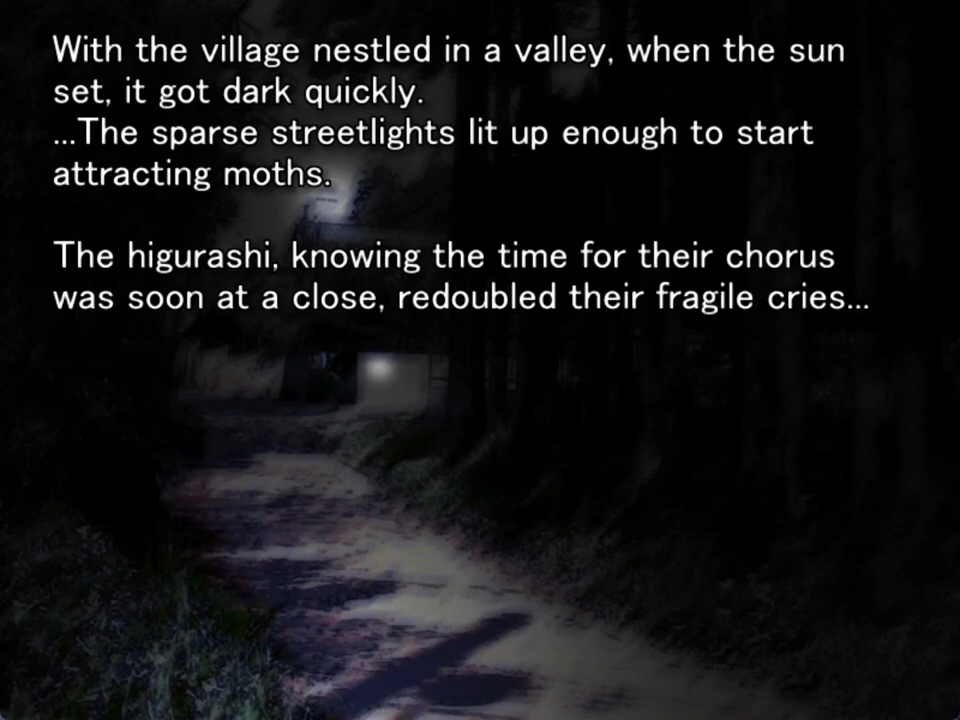 With the village nestled in a valley, when the sun
set, it got dark quickly.
...The sparse streetlights lit up enough to start
attracting moths.
The higurashi, knowing the time for their chorus
was soon at a close, redoubled their fragile cries...